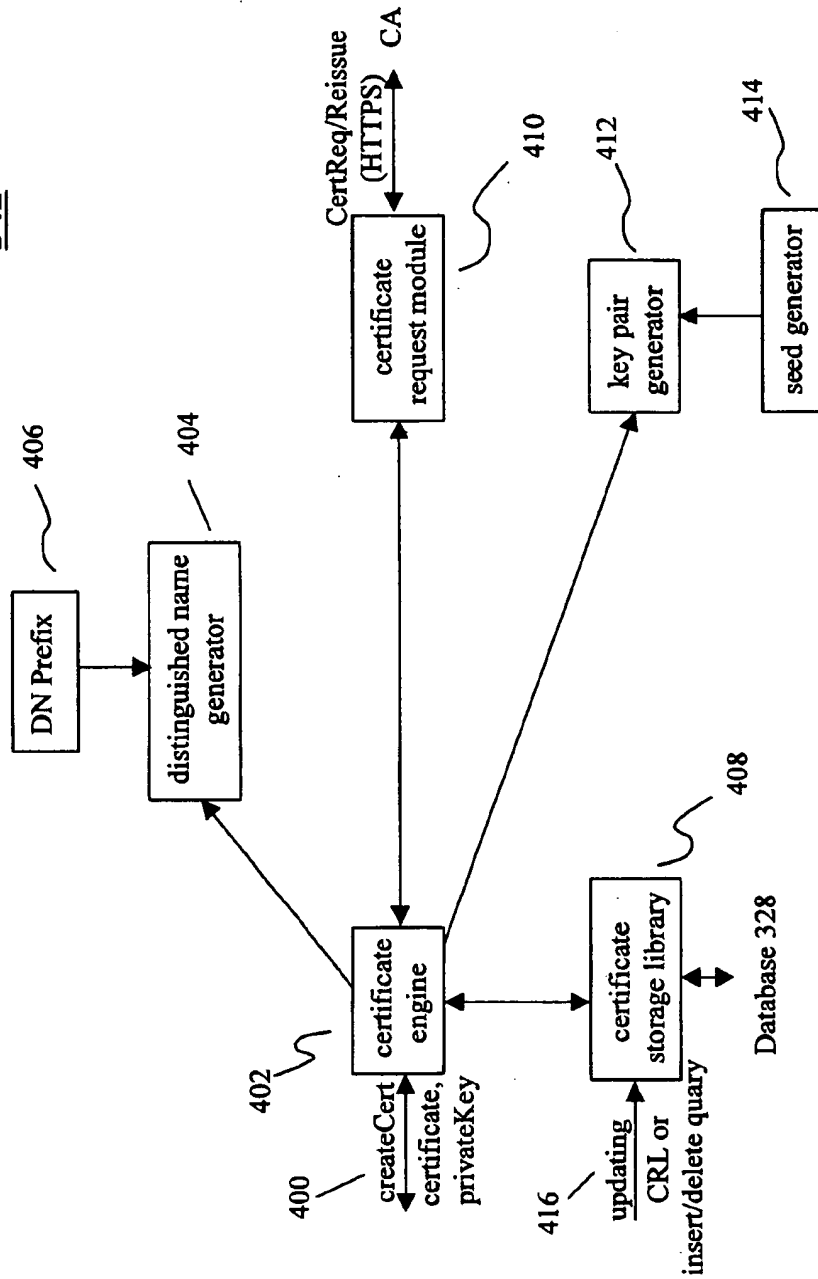 406
DN Prefix
404
distinguished name
generator
CertReq/Reissue
(HTTPS)
CA
certificate
request module
410
402
certificate
engine
400
createCert
certificate,
privateKey
412
key pair
generator
414
seed generator
408
certificate
storage library
416
updating
CRL or
insert/delete quary
Database 328